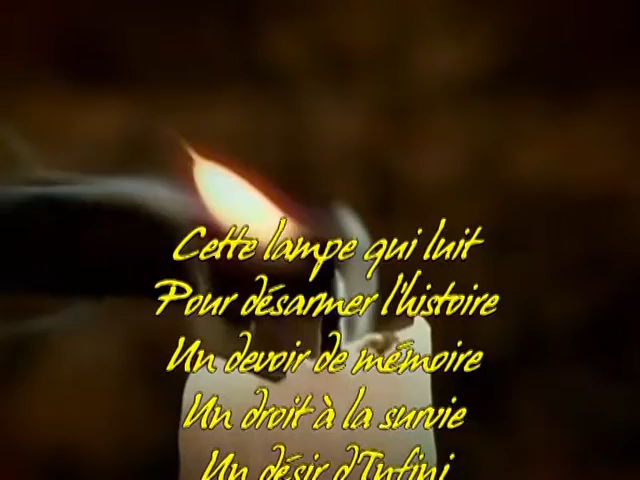 Cette lampe qui luit
Pour désarmer l'histoire
Un devoir de mémoire
Un droit à la survie
Un désir d'Infini